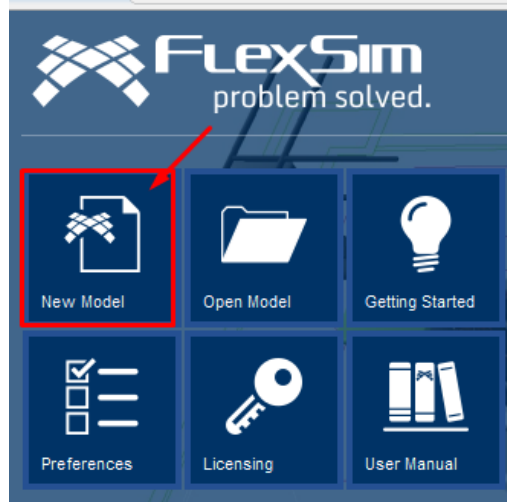 FLEXSIM
problem solved.
New Model
Open Model
Getting Started
Preferences
Licensing
User Manual